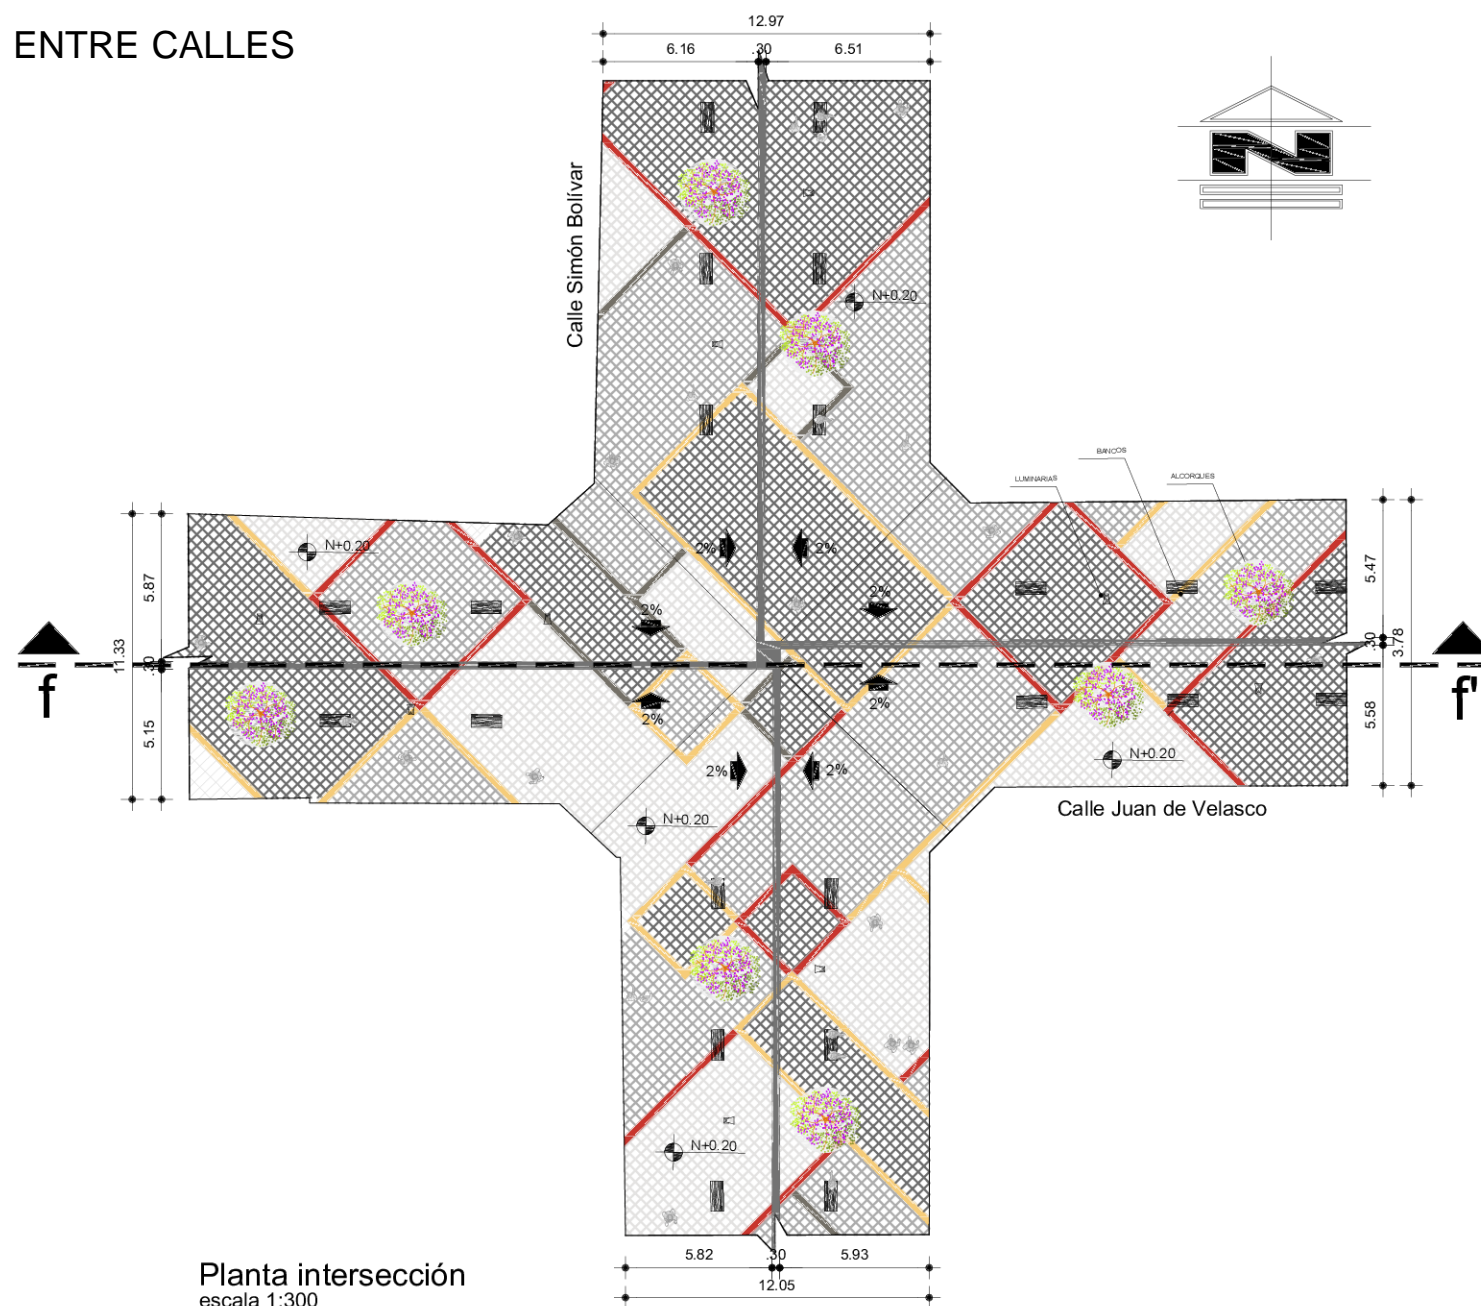 ENTRE CALLES
12.97
6.16 .30 6.51
N
Calle Simón Bolívar
N+0.20
BANCOS
LUMINARIAS
ALCORQUES
N+0.20
2% 2%
2% 2%
2% 2%
2% 2%
5.87
.30
5.15
11.33
5.47
.30
5.58
3.78
f
f'
N+0.20
Calle Juan de Velasco
N+0.20
N+0.20
5.82 .30 5.93
12.05
Planta intersección
escala 1:300